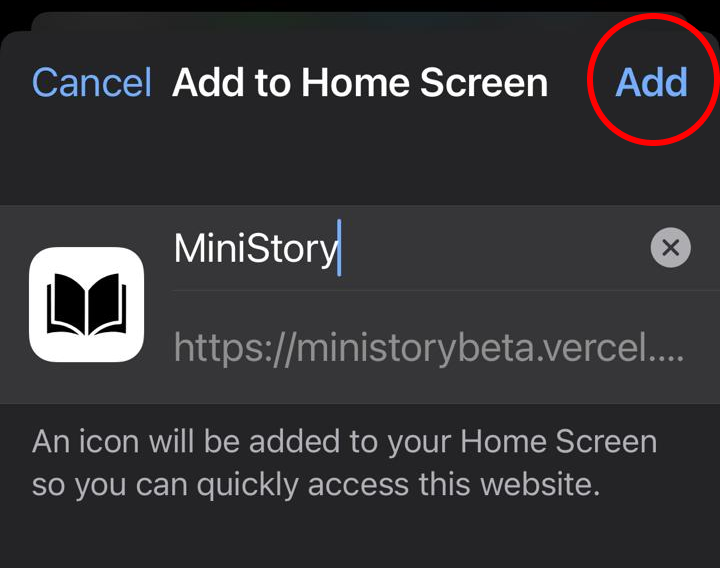 Cancel Add to Home Screen Add
MiniStory
https://ministorybeta.vercel....
An icon will be added to your Home Screen
so you can quickly access this website.